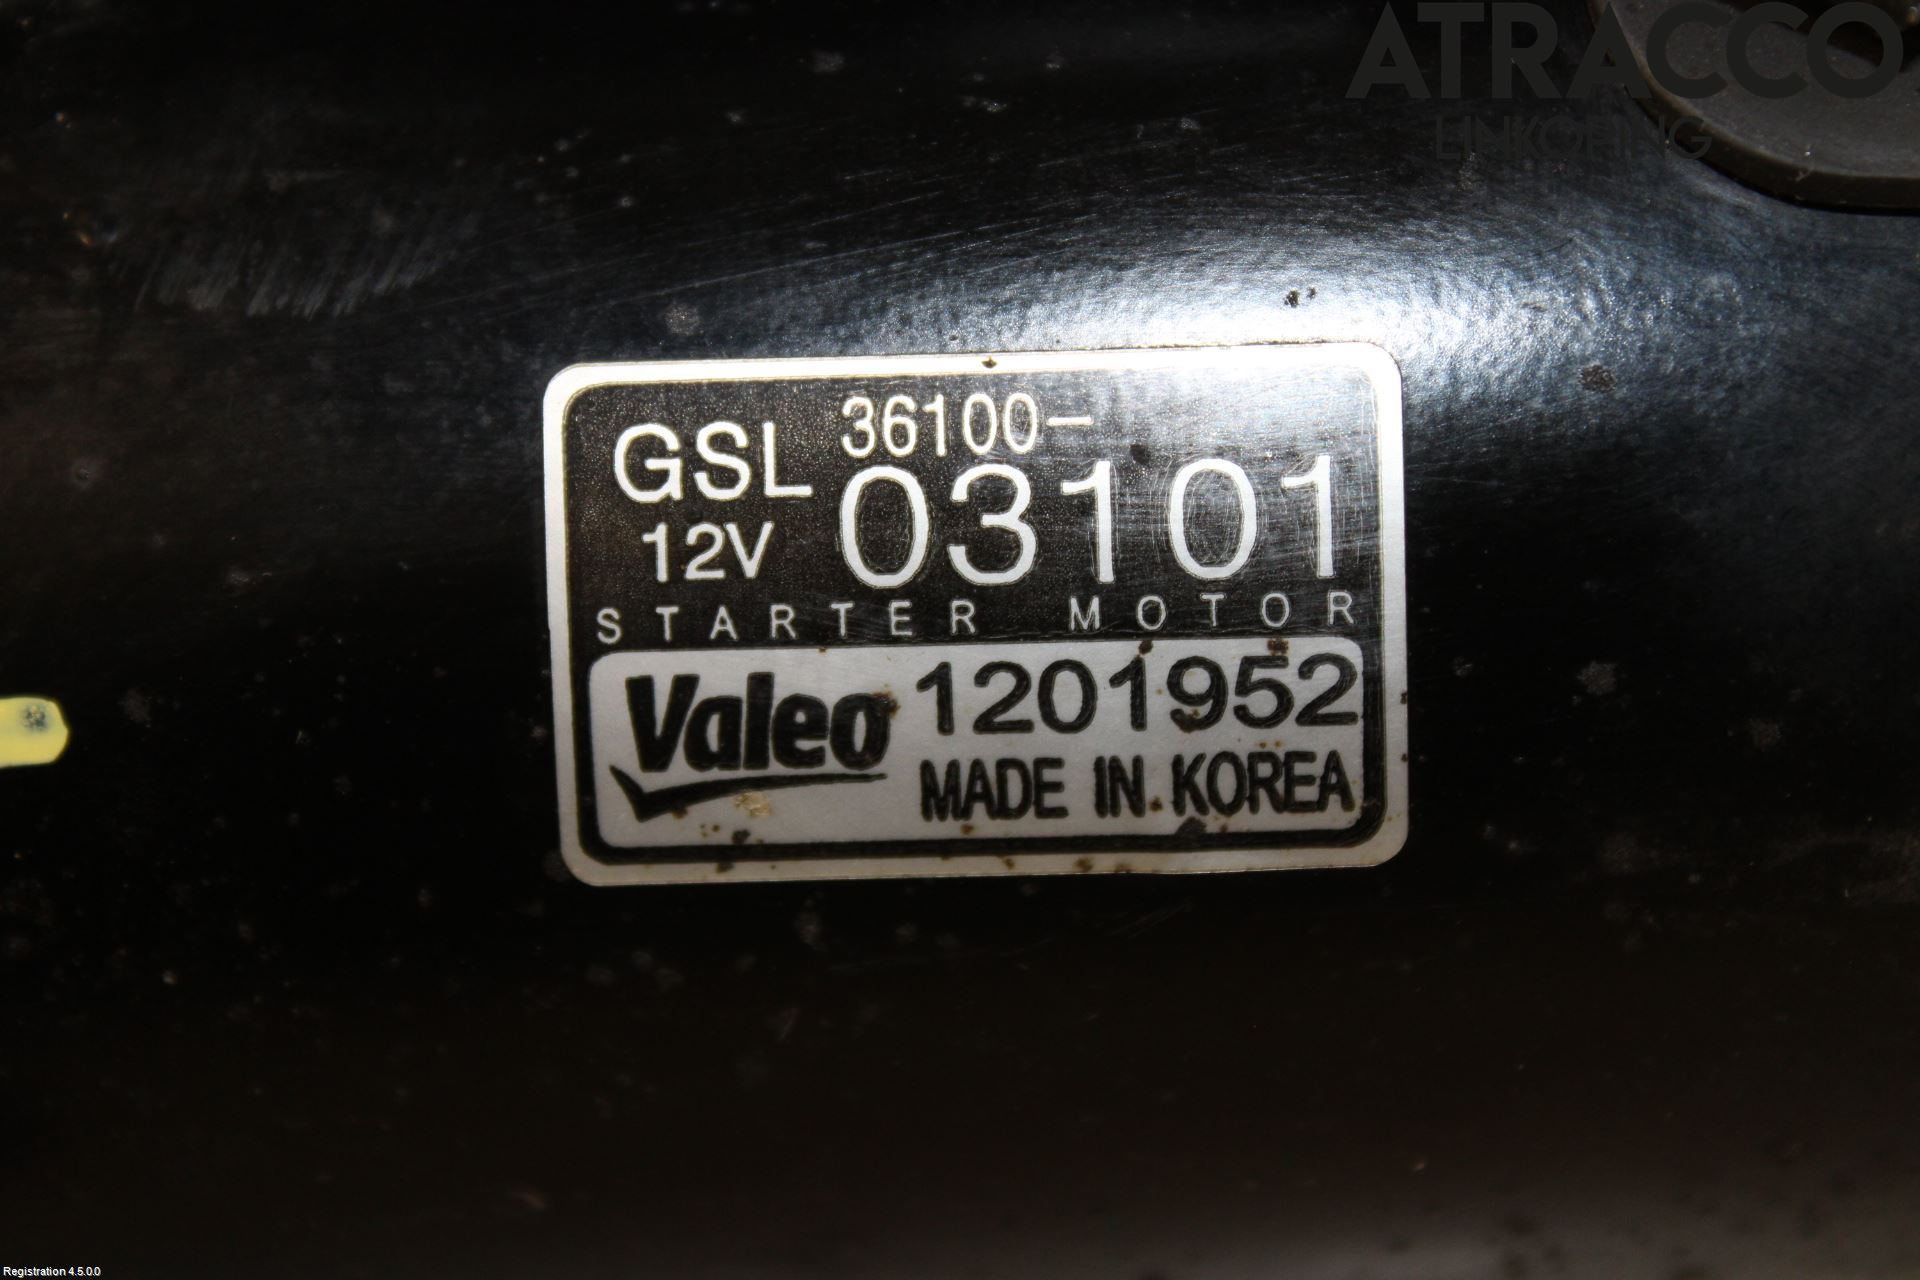 ATRACCO
LINKÖPING
GSL 36100-
12V 03101
STARTER MOTOR
Valeo 1201952
MADE IN KOREA
Registration 4.5.0.0